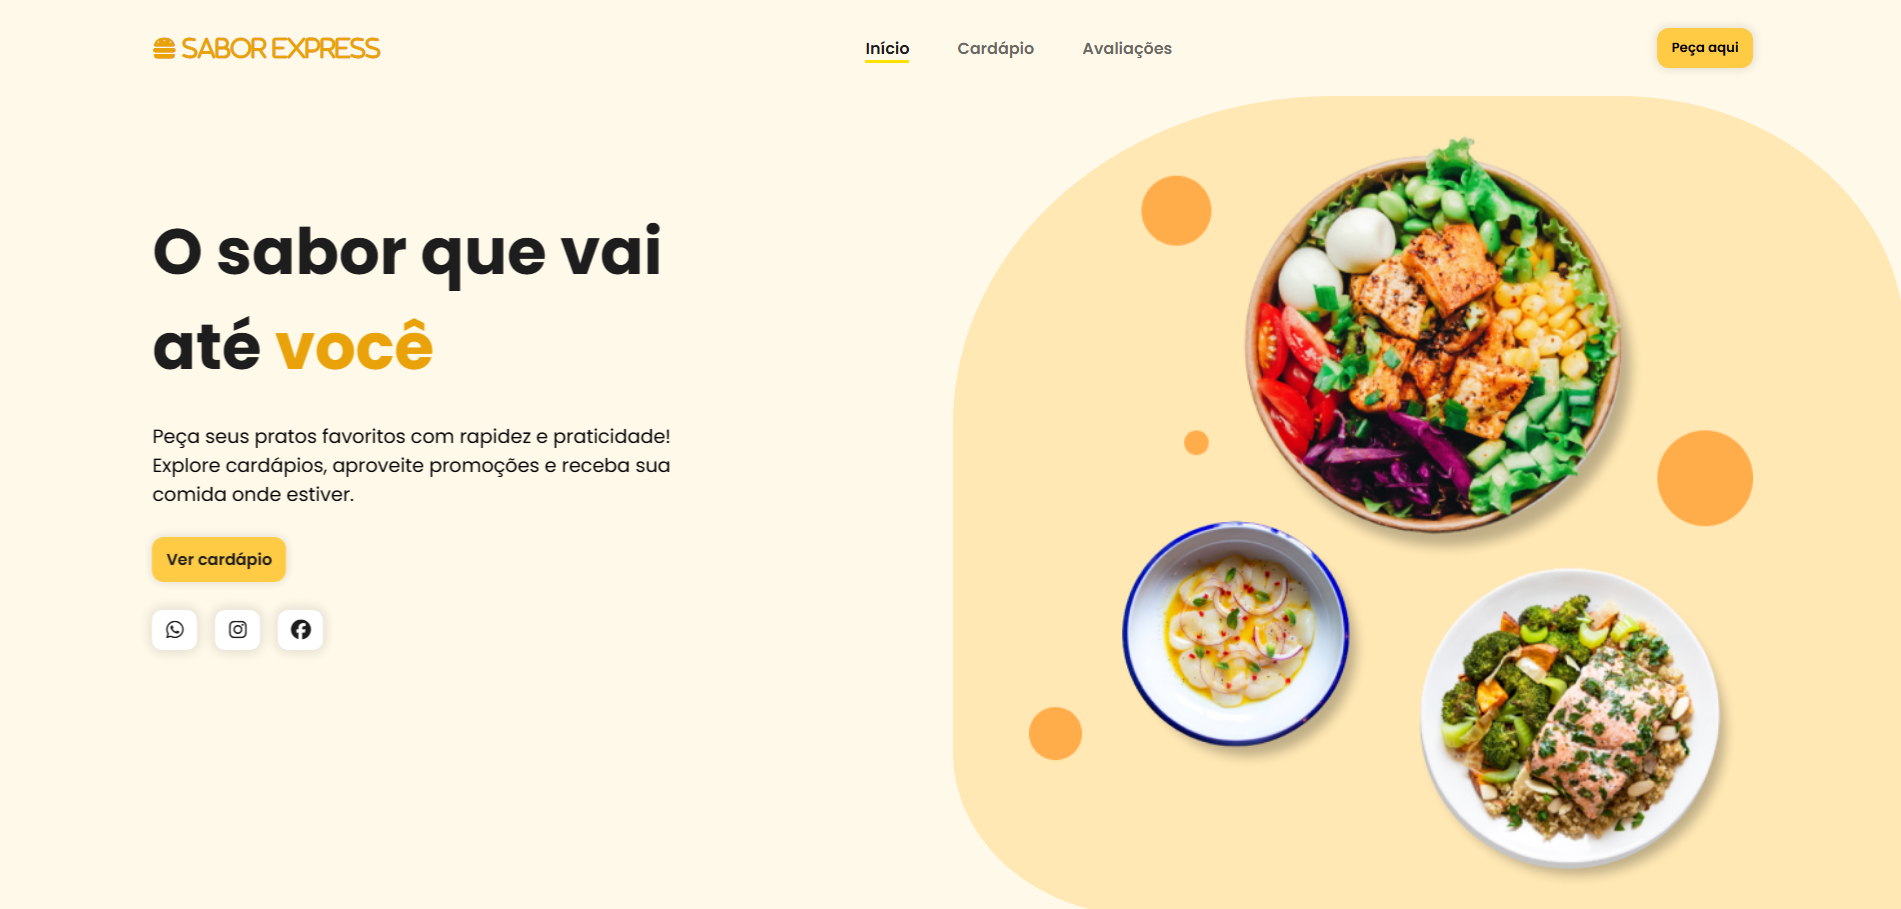 SABOR EXPRESS
Início
Cardápio
Avaliações
Peça aqui
O sabor que vai
até você
Peça seus pratos favoritos com rapidez e praticidade!
Explore cardápios, aproveite promoções e receba sua
comida onde estiver.
Ver cardápio